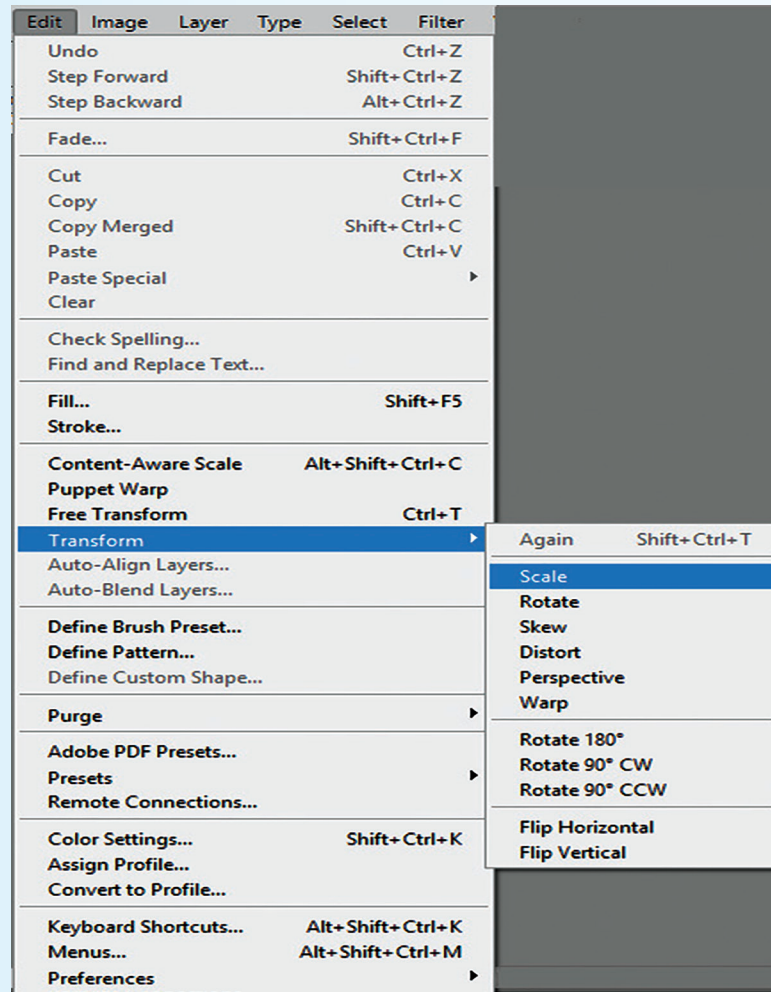 Edit Image Layer Type Select Filter
Undo Ctrl+Z
Step Forward Shift+Ctrl+Z
Step Backward Alt+Ctrl+Z
Fade... Shift+Ctrl+F
Cut Ctrl+X
Copy Ctrl+C
Copy Merged Shift+Ctrl+C
Paste Ctrl+V
Paste Special
Clear
Check Spelling...
Find and Replace Text...
Fill... Shift+F5
Stroke...
Content-Aware Scale Alt+Shift+Ctrl+C
Puppet Warp
Free Transform Ctrl+T
Transform
Auto-Align Layers...
Auto-Blend Layers...
Define Brush Preset...
Define Pattern...
Define Custom Shape...
Purge
Adobe PDF Presets...
Presets
Remote Connections...
Color Settings... Shift+Ctrl+K
Assign Profile...
Convert to Profile...
Keyboard Shortcuts... Alt+Shift+Ctrl+K
Menus... Alt+Shift+Ctrl+M
Preferences
Again Shift+Ctrl+T
Scale
Rotate
Skew
Distort
Perspective
Warp
Rotate 180°
Rotate 90° CW
Rotate 90° CCW
Flip Horizontal
Flip Vertical